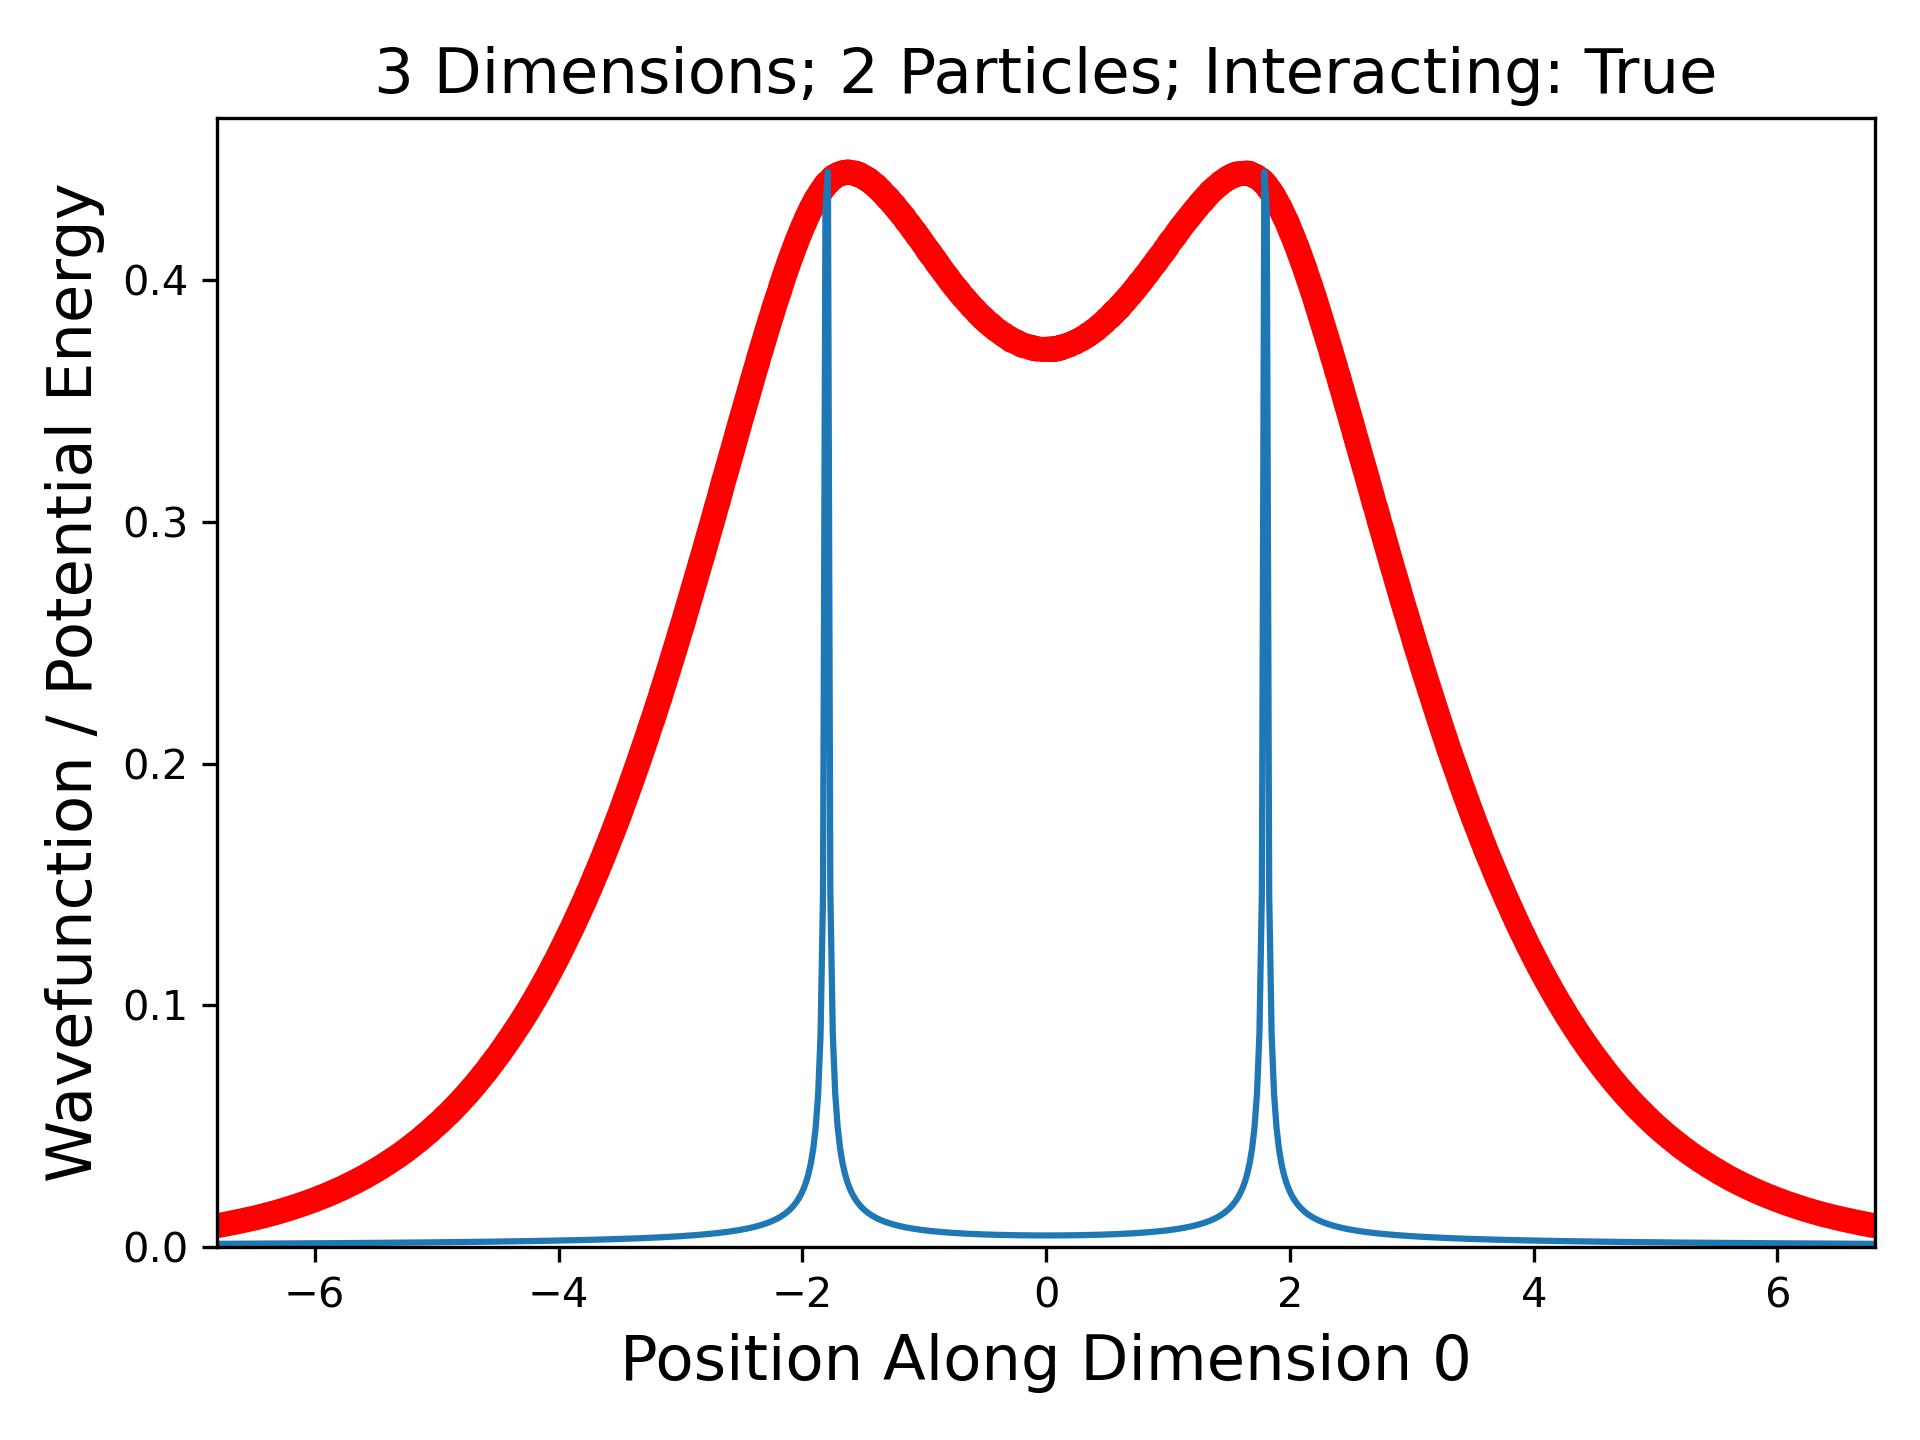 3 Dimensions; 2 Particles; Interacting: True
Wavefunction / Potential Energy
0.4
0.3
0.2
0.1
0.0
−6 −4 −2 0 2 4 6
Position Along Dimension 0